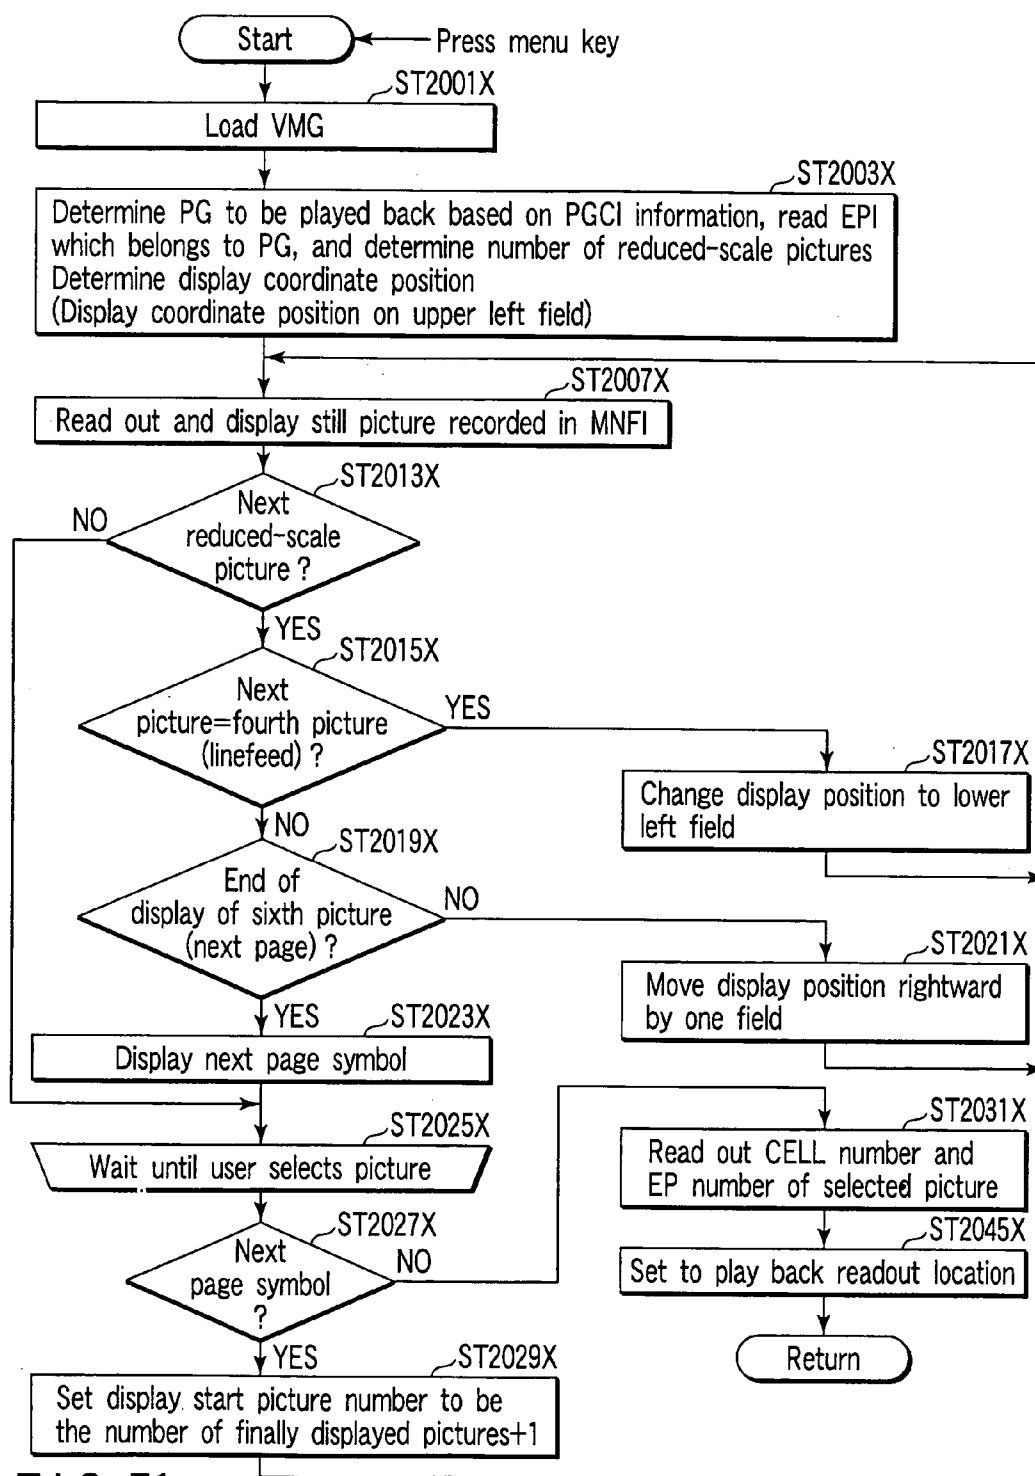 Start
Press menu key
ST2001X
Load VMG
ST2003X
Determine PG to be played back based on PGCI information, read EPI
which belongs to PG, and determine number of reduced-scale pictures
Determine display coordinate position
(Display coordinate position on upper left field)
ST2007X
Read out and display still picture recorded in MNFI
ST2013X
Next
reduced-scale
picture ?
NO
YES
ST2015X
Next
picture=fourth picture
(linefeed) ?
YES
ST2017X
Change display position to lower
left field
NO
ST2019X
End of
display of sixth picture
(next page) ?
NO
ST2021X
Move display position rightward
by one field
YES
ST2023X
Display next page symbol
ST2025X
Wait until user selects picture
ST2027X
Next
page symbol
?
NO
ST2031X
Read out CELL number and
EP number of selected picture
ST2045X
Set to play back readout location
Return
YES
ST2029X
Set display start picture number to be
the number of finally displayed pictures+1